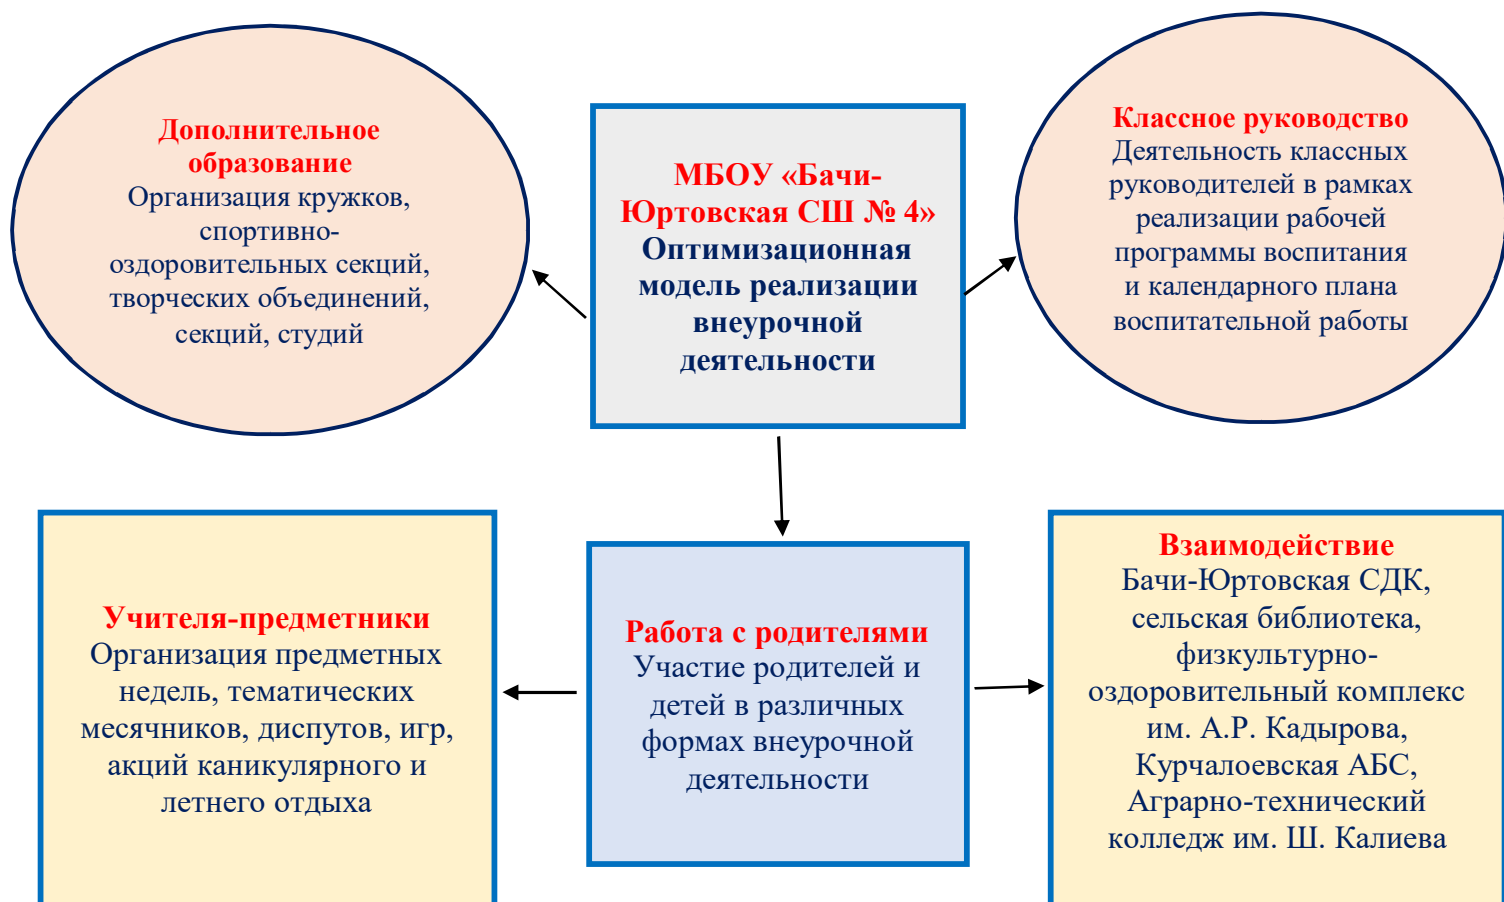 Дополнительное
образование
Организация кружков,
спортивно-
оздоровительных секций,
творческих объединений,
секций, студий
МБОУ «Бачи-
Юртовская СШ № 4»
Оптимизационная
модель реализации
внеурочной
деятельности
Классное руководство
Деятельность классных
руководителей в рамках
реализации рабочей
программы воспитания
и календарного плана
воспитательной работы
Учителя-предметники
Организация предметных
недель, тематических
месячников, диспутов, игр,
акций каникулярного и
летнего отдыха
Работа с родителями
Участие родителей и
детей в различных
формах внеурочной
деятельности
Взаимодействие
Бачи-Юртовская СДК,
сельская библиотека,
физкультурно-
оздоровительный комплекс
им. А.Р. Кадырова,
Курчалоевская АБС,
Аграрно-технический
колледж им. Ш. Калиева